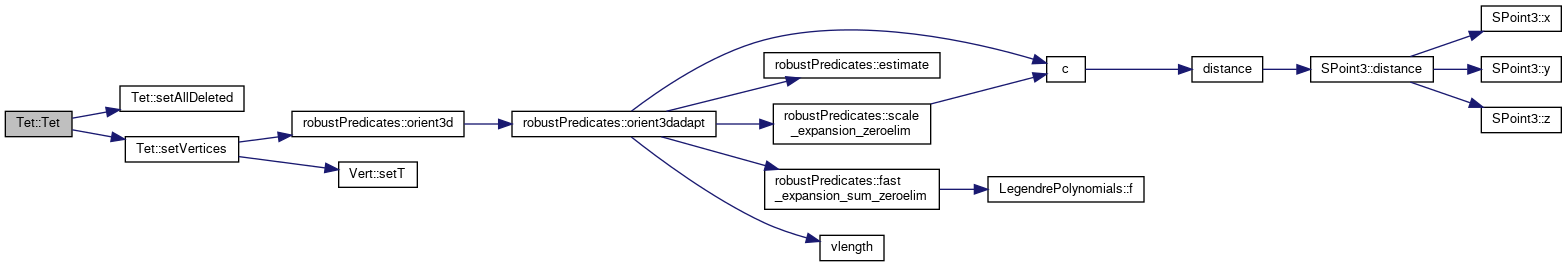 Tet::Tet
Tet::setAllDeleted
Tet::setVertices
robustPredicates::orient3d
Vert::setT
robustPredicates::orient3dadapt
robustPredicates::estimate
robustPredicates::scale
_expansion_zeroelim
robustPredicates::fast
_expansion_sum_zeroelim
vlength
c
LegendrePolynomials::f
distance
SPoint3::distance
SPoint3::x
SPoint3::y
SPoint3::z